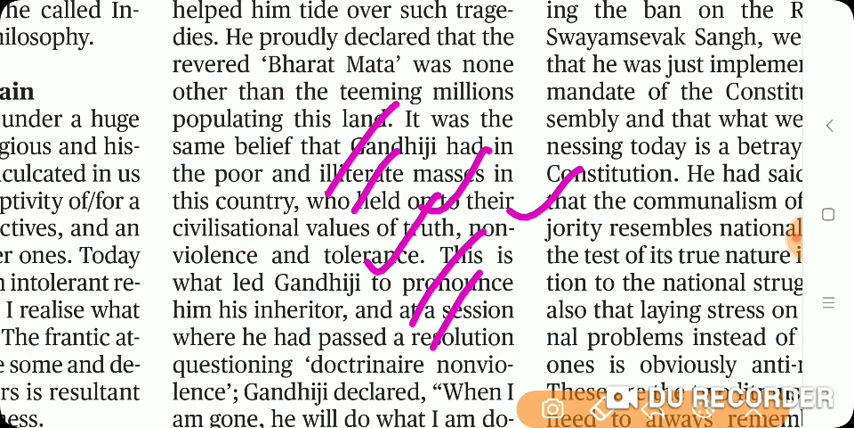 he called In-
ilosophy.
ain
under a huge
gious and his-
culcated in us
ptivity of/for a
ctives, and an
er ones. Today
n intolerant re-
I realise what
The frantic at-
e some and de-
rs is resultant
ness.
helped him tide over such trage-
dies. He proudly declared that the
revered ‘Bharat Mata’ was none
other than the teeming millions
populating this land. It was the
same belief that Gandhiji had in
the poor and illiterate masses in
this country, who held on to their
civilisational values of truth, non-
violence and tolerance. This is
what led Gandhiji to pronounce
him his inheritor, and at a session
where he had passed a resolution
questioning ‘doctrinaire nonvio-
lence’; Gandhiji declared, “When I
am gone, he will do what I am do-
ing the ban on the R
Swayamsevak Sangh, we
that he was just implemen
mandate of the Constitu
sembly and that what we
nessing today is a betray
Constitution. He had said
that the communalism of
jority resembles national
the test of its true nature i
tion to the national strug
also that laying stress on
nal problems instead of
ones is obviously anti-n
These are the
need to always rememb
DU RECORDER